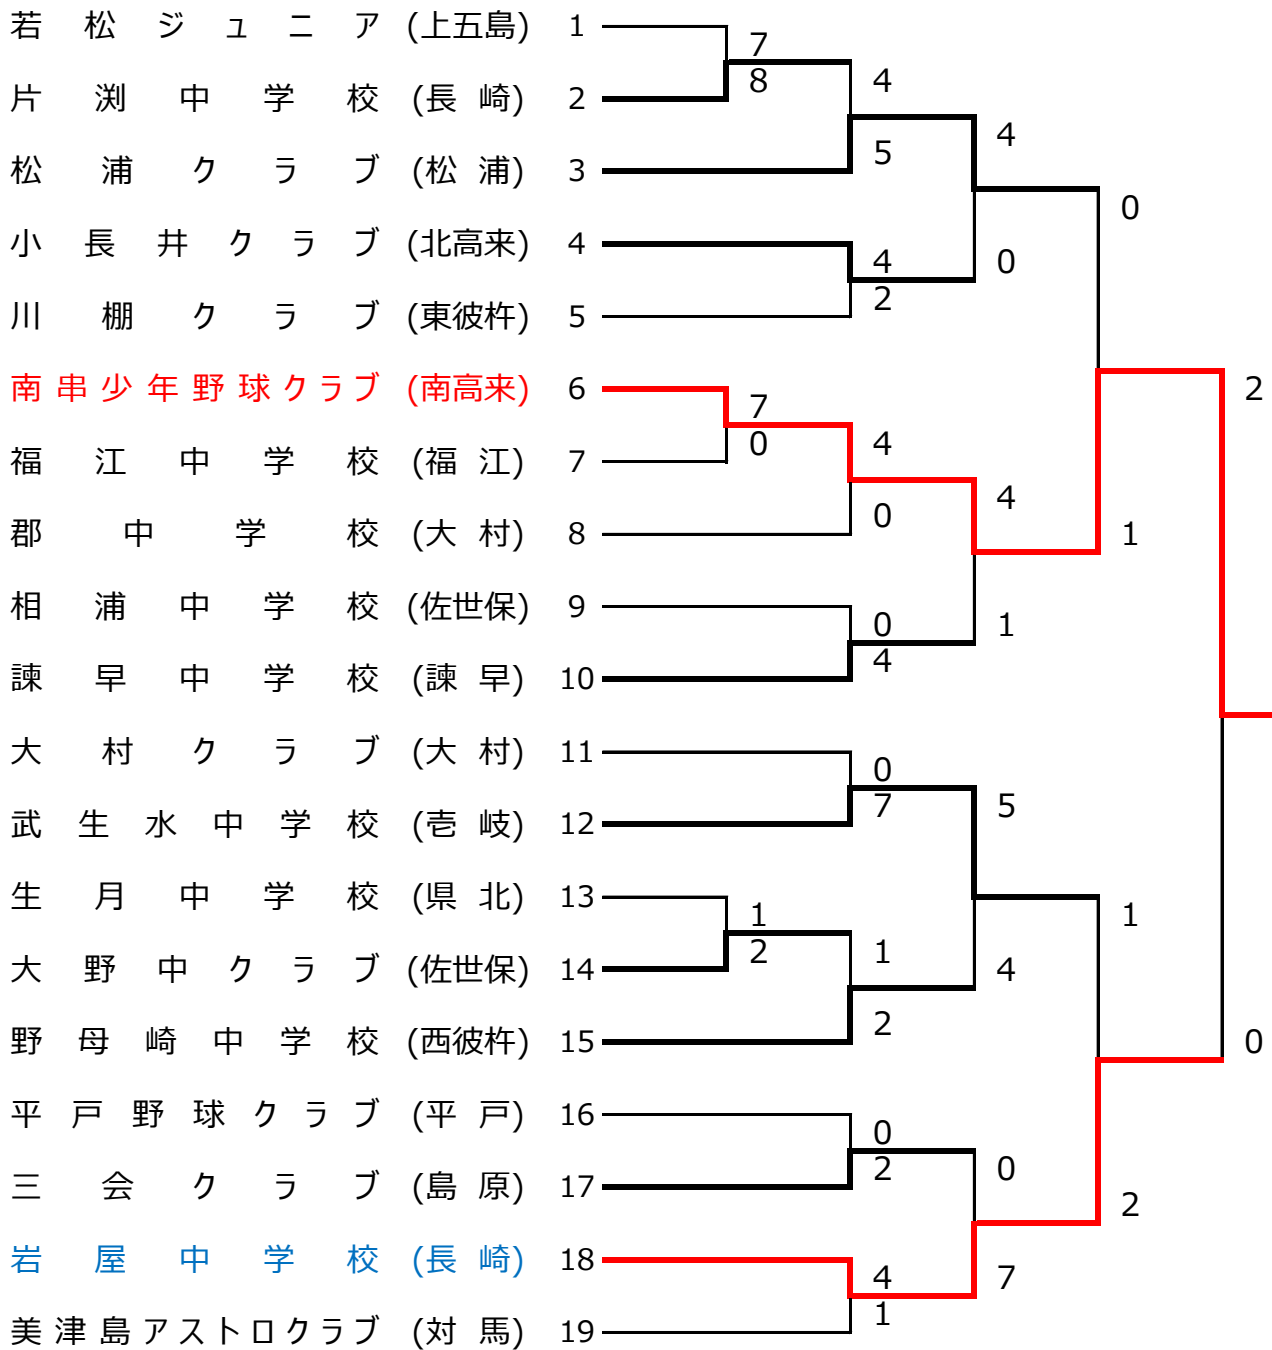 若松ジュニア (上五島) 1
7
片渕中学校 (長崎) 2
8
4
松浦クラブ (松浦) 3
5
4
0
小長井クラブ (北高来) 4
4
0
川棚クラブ (東彼杵) 5
2
南串少年野球クラブ (南高来) 6
7
2
福江中学校 (福江) 7
0
4
郡中学校 (大村) 8
0
4
1
相浦中学校 (佐世保) 9
0
1
諫早中学校 (諫早) 10
4
大村クラブ (大村) 11
0
武生水中学校 (壱岐) 12
7
5
生月中学校 (県北) 13
1
1
大野中クラブ (佐世保) 14
2
1
4
野母崎中学校 (西彼杵) 15
2
0
平戸野球クラブ (平戸) 16
0
三会クラブ (島原) 17
2
0
2
岩屋中学校 (長崎) 18
4
7
美津島アストロクラブ (対馬) 19
1